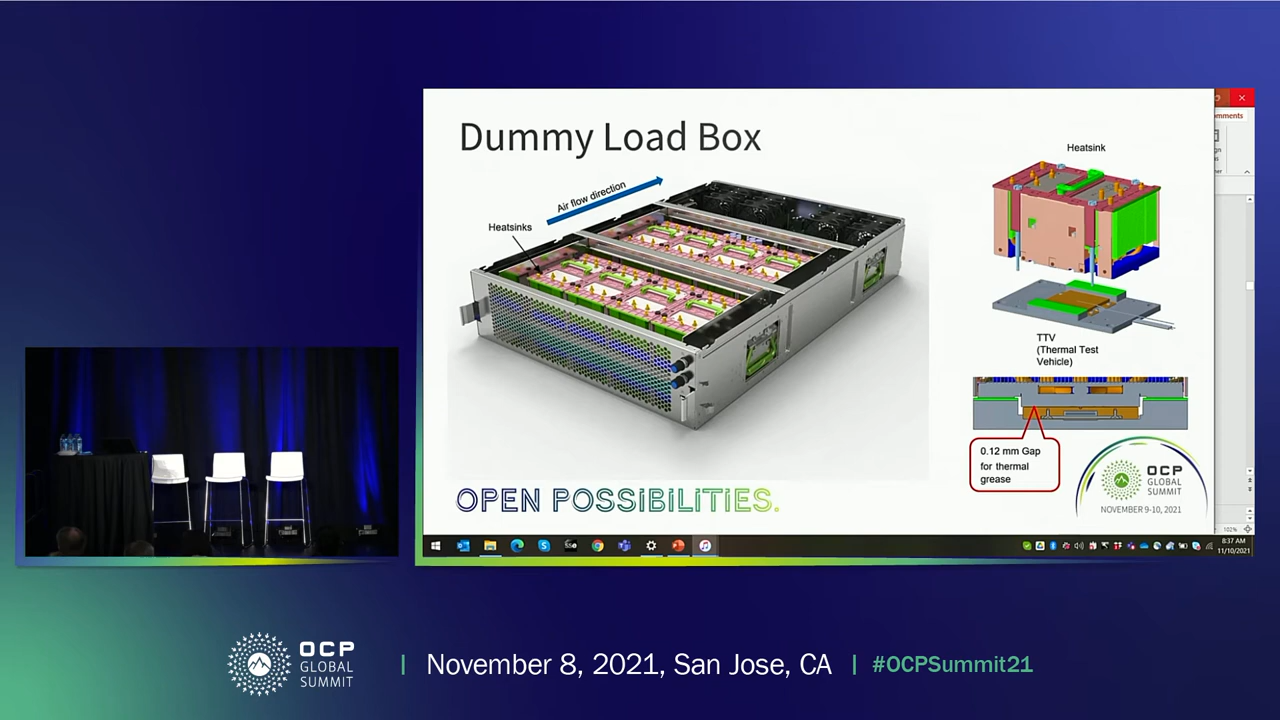 Dummy Load Box
Air flow direction
Heatsinks
Heatsink
TTV
(Thermal Test
Vehicle)
0.12 mm Gap
for thermal
grease
OPEN POSSIBILITIES.
OCP
GLOBAL
SUMMIT
NOVEMBER 9-10, 2021
omments
102%
8:37 AM
11/10/2021
OCP
GLOBAL
SUMMIT
November 8, 2021, San Jose, CA
#OCPSummit21